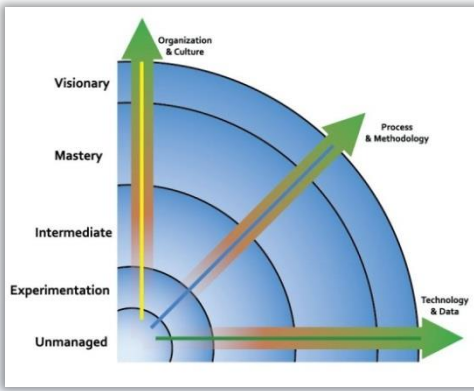 Organization
& Culture
Visionary
Process
& Methodology
Mastery
Intermediate
Experimentation
Technology
& Data
Unmanaged